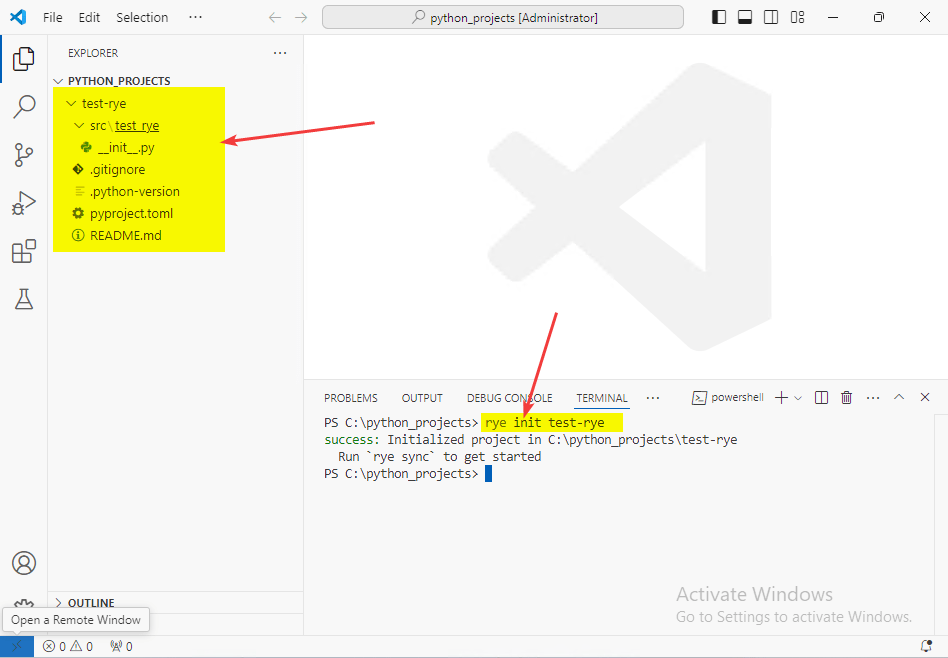 File Edit Selection ···
python_projects [Administrator]
EXPLORER
PYTHON_PROJECTS
test-rye
src\test_rye
__init__.py
.gitignore
.python-version
pyproject.toml
README.md
PROBLEMS OUTPUT DEBUG CONSOLE TERMINAL ··· powershell
PS C:\python_projects> rye init test-rye
success: Initialized project in C:\python_projects\test-rye
Run `rye sync` to get started
PS C:\python_projects>
Activate Windows
Go to Settings to activate Windows.
OUTLINE
Open a Remote Window
0 0 0